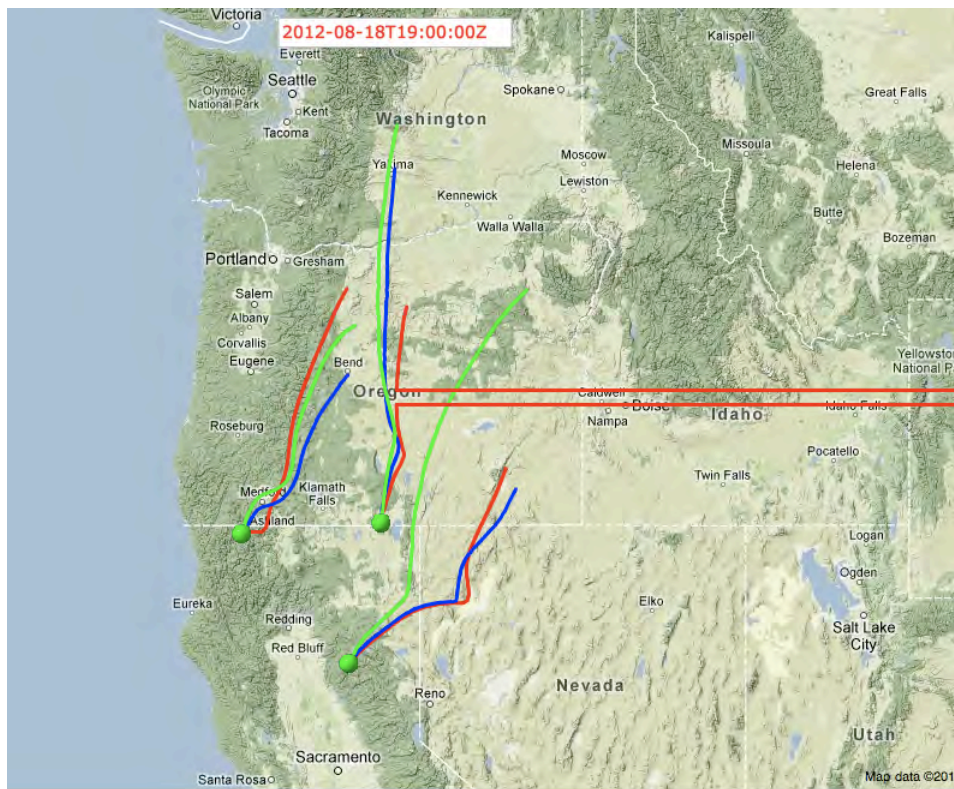 Victoria
2012-08-18T19:00:00Z
Everett
Kalispell
Seattle
Spokane
Olympic
National Park
Kent
Great Falls
Tacoma
Washington
Missoula
Moscow
Yakima
Helena
Lewiston
Kennewick
Butte
Walla Walla
Bozeman
Portland
Gresham
Salem
Albany
Corvallis
Eugene
Bend
Yellowston
National Pa
Oregon
Caldwell
Boise
Idaho
Idaho Falls
Nampa
Roseburg
Pocatello
Twin Falls
Medford
Klamath
Falls
Ashland
Logan
Ogden
Eureka
Elko
Redding
Salt Lake
City
Red Bluff
Nevada
Reno
Utah
Sacramento
Santa Rosa
Map data ©201